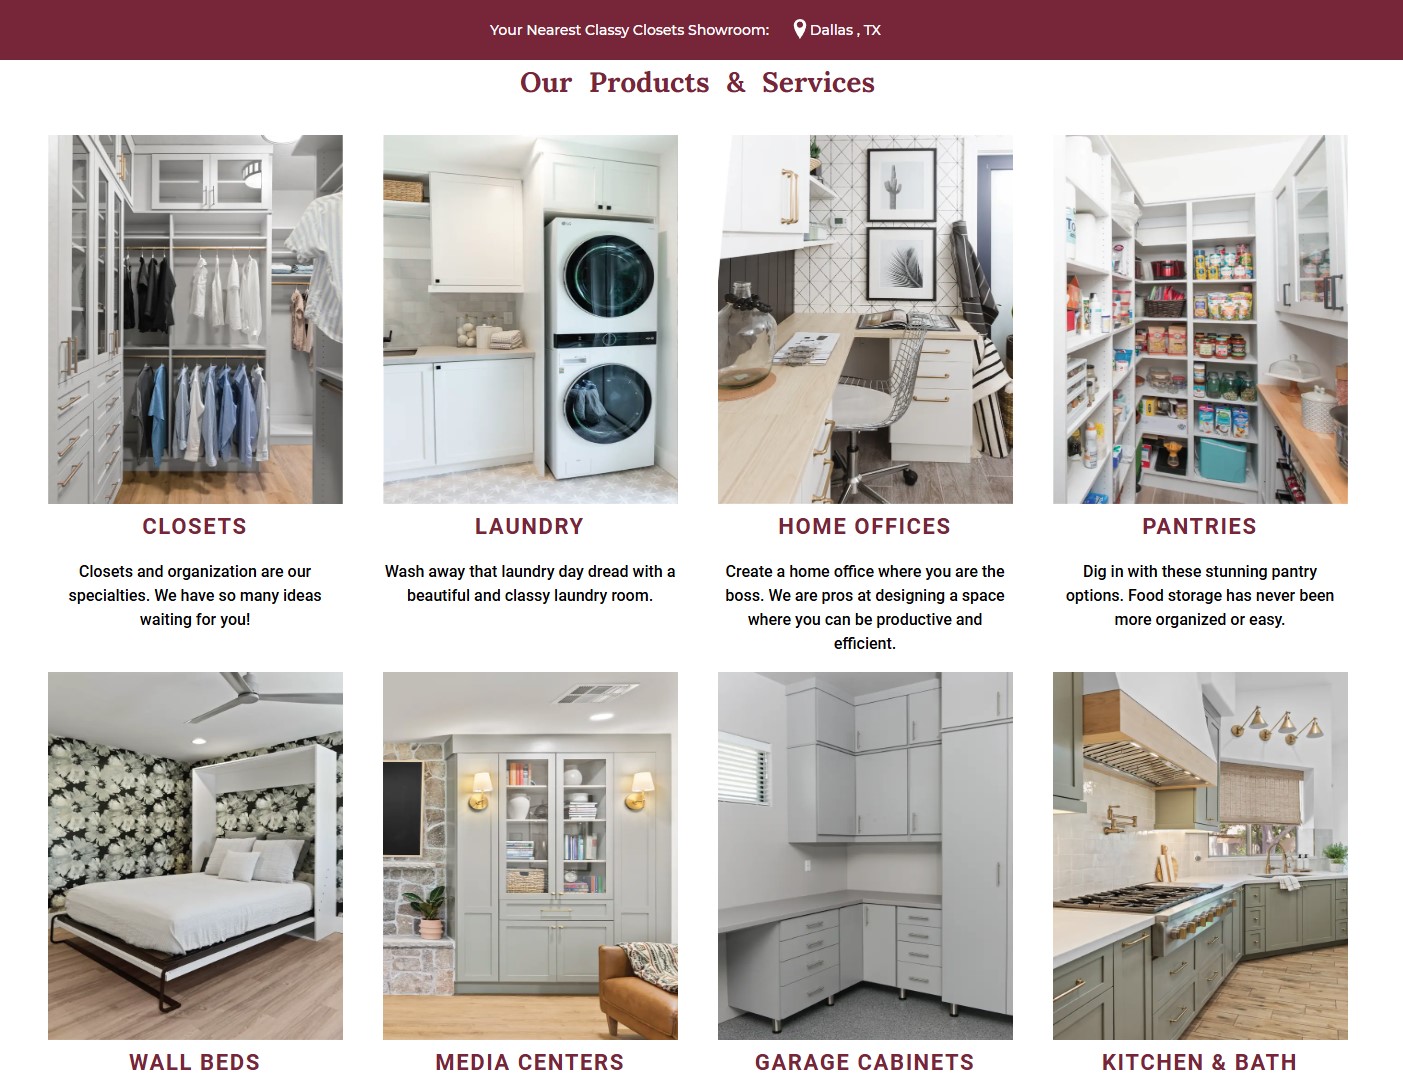 Your Nearest Classy Closets Showroom: Dallas , TX
Our Products & Services
CLOSETS
Closets and organization are our
specialties. We have so many ideas
waiting for you!
LAUNDRY
Wash away that laundry day dread with a
beautiful and classy laundry room.
HOME OFFICES
Create a home office where you are the
boss. We are pros at designing a space
where you can be productive and
efficient.
PANTRIES
Dig in with these stunning pantry
options. Food storage has never been
more organized or easy.
WALL BEDS
MEDIA CENTERS
GARAGE CABINETS
KITCHEN & BATH